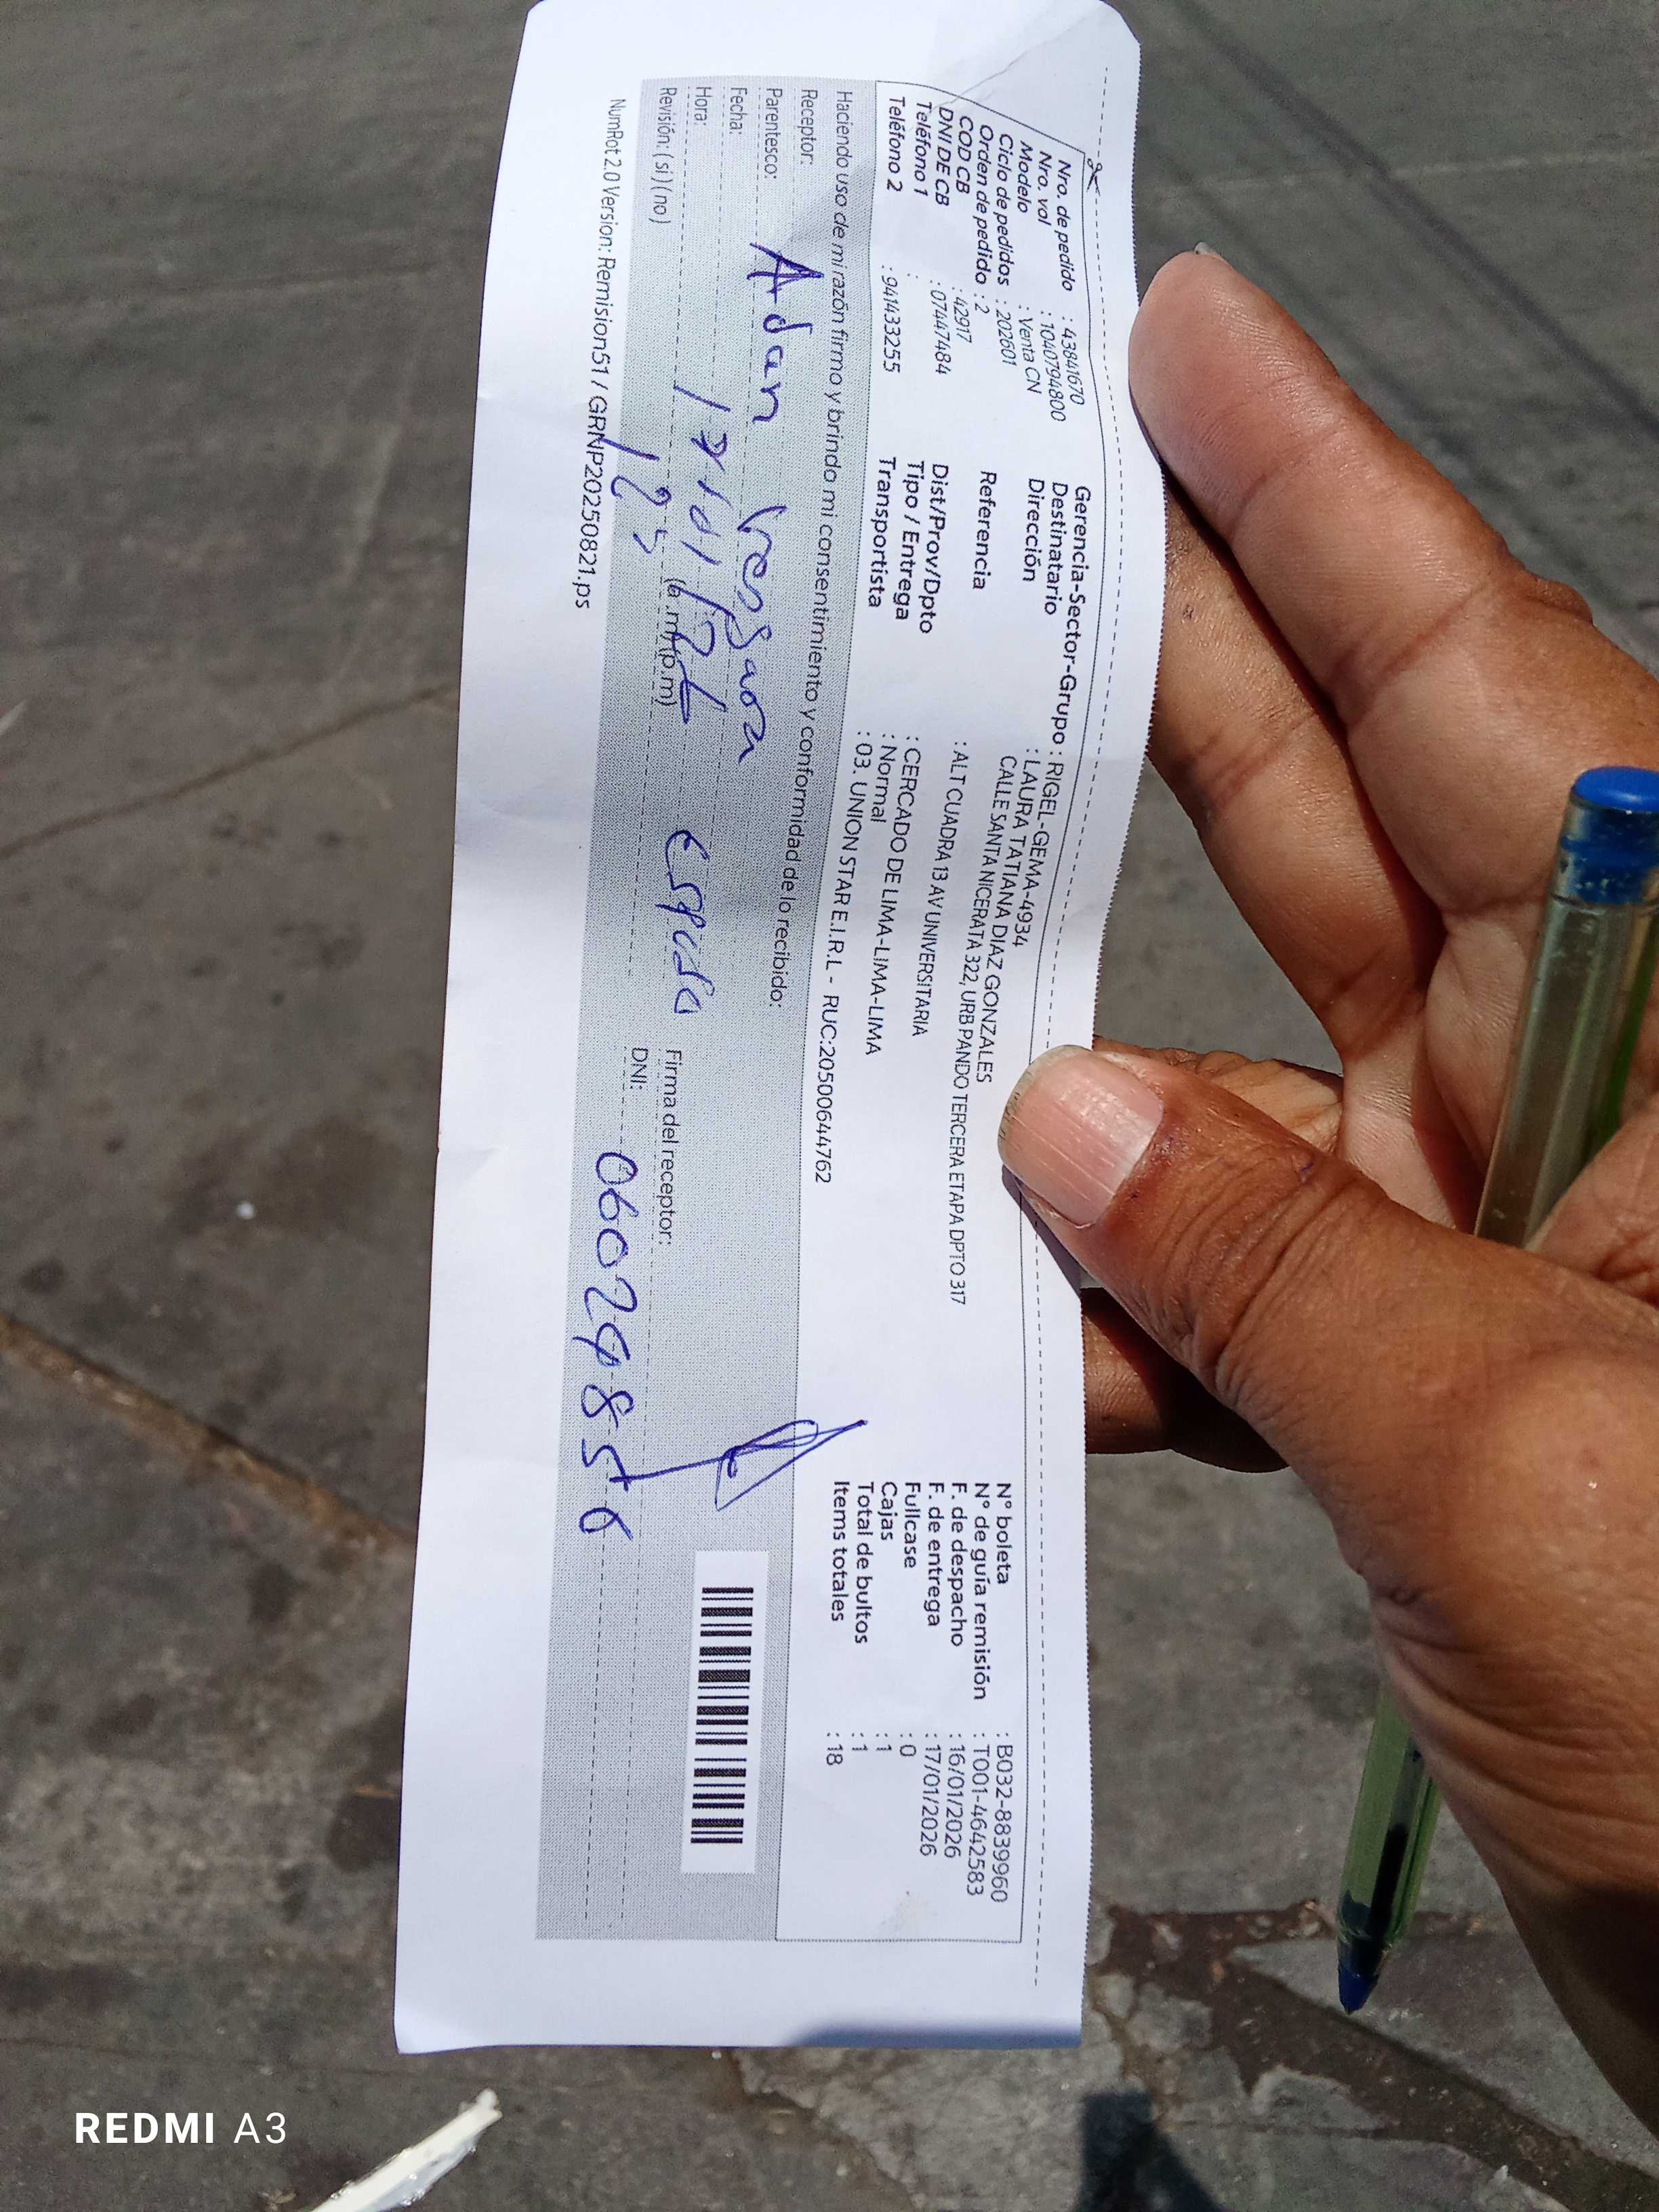 Nro. de pedido : 43841670
Nro. vol : 1040794800
Modelo : Venta CN
Ciclo de pedidos : 202601
Orden de pedido : 2
COD CB : 42917
DNI DE CB : 07447484
Teléfono 1 :
Teléfono 2 : 941433255
Gerencia-Sector-Grupo : RIGEL-GEMA-4934
Destinatario : LAURA TATIANA DIAZ GONZALES
Dirección CALLE SANTA NICERATA 322, URB PANDO TERCERA ETAPA DPTO 317
Referencia : ALT CUADRA 13 AV UNIVERSITARIA
Dist/Prov/Dpto : CERCADO DE LIMA-LIMA-LIMA
Tipo / Entrega : Normal
Transportista : 03. UNION STAR E.I.R.L - RUC:20500644762
N° boleta : B032-8839960
N° de guía remisión : T001-4642583
F. de despacho : 16/01/2026
F. de entrega : 17/01/2026
Fullcase : 0
Cajas : 1
Total de bultos : 1
Items totales : 18
Haciendo uso de mi razón firmo y brindo mi consentimiento y conformidad de lo recibido:
Receptor: Adan
Parentesco:
Fecha:
Hora: (a.m) (p.m)
Revisión: ( si ) ( no )
Firma del receptor:
DNI:
NumRot 2.0 Version: Remision51 / GRNP20250821.ps
REDMI A3